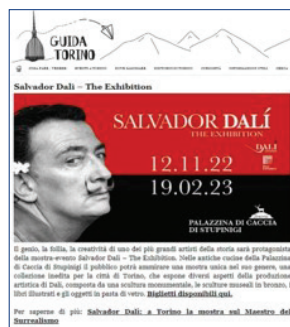 GUIDA
TORINO
Salvador Dalì – The Exhibition
SALVADOR DALÍ
THE EXHIBITION
DALÍ
12.11.22
19.02.23
PALAZZINA DI CACCIA
DI STUPINIGI
Il genio, la follia, la creatività di uno dei più grandi artisti della storia sarà protagonista
della mostra-evento Salvador Dalì – The Exhibition. Nelle antiche cucine della Palazzina
di Caccia di Stupinigi il pubblico potrà ammirare una mostra unica nel suo genere, una
collezione inedita per la città di Torino, che espone diversi aspetti della produzione
artistica di Dalì, composta da una scultura monumentale, le sculture museali in bronzo, i
libri illustrati e gli oggetti in pasta di vetro. Biglietti disponibili qui.
Per saperne di più: Salvador Dalì: a Torino la mostra sul Maestro del
Surrealismo